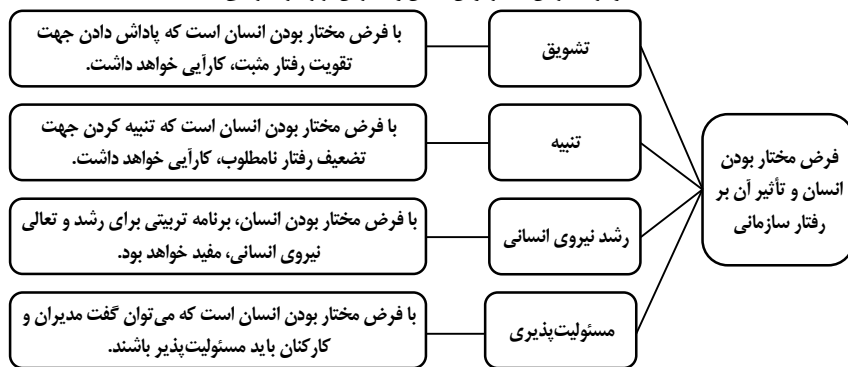 فرض مختار بودن
انسان و تأثیر آن بر
رفتار سازمانی
تشویق
با فرض مختار بودن انسان است که پاداش دادن جهت
تقویت رفتار مثبت، کارآیی خواهد داشت.
تنبیه
با فرض مختار بودن انسان است که تنبیه کردن جهت
تضعیف رفتار نامطلوب، کارآیی خواهد داشت.
رشد نیروی انسانی
با فرض مختار بودن انسان، برنامه تربیتی برای رشد و تعالی
نیروی انسانی، مفید خواهد بود.
مسئولیت‌پذیری
با فرض مختار بودن انسان است که می‌توان گفت مدیران و
کارکنان باید مسئولیت‌پذیر باشند.